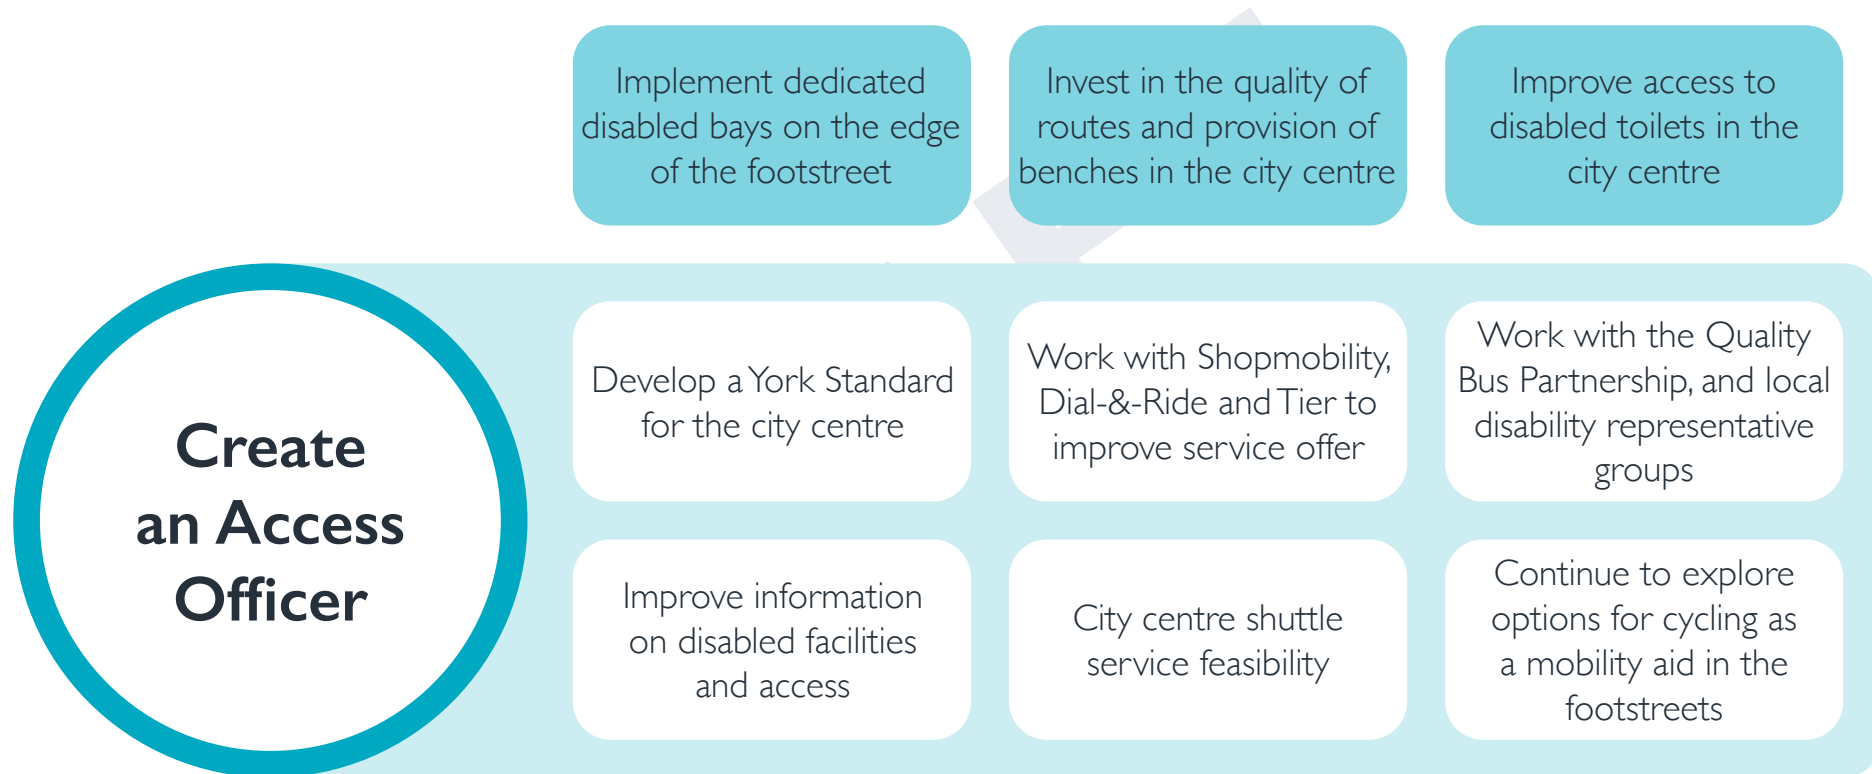 Implement dedicated
disabled bays on the edge
of the footstreet
Invest in the quality of
routes and provision of
benches in the city centre
Improve access to
disabled toilets in the
city centre
Create
an Access
Officer
Develop a York Standard
for the city centre
Work with Shopmobility,
Dial-&-Ride and Tier to
improve service offer
Work with the Quality
Bus Partnership, and local
disability representative
groups
Improve information
on disabled facilities
and access
City centre shuttle
service feasibility
Continue to explore
options for cycling as
a mobility aid in the
footstreets